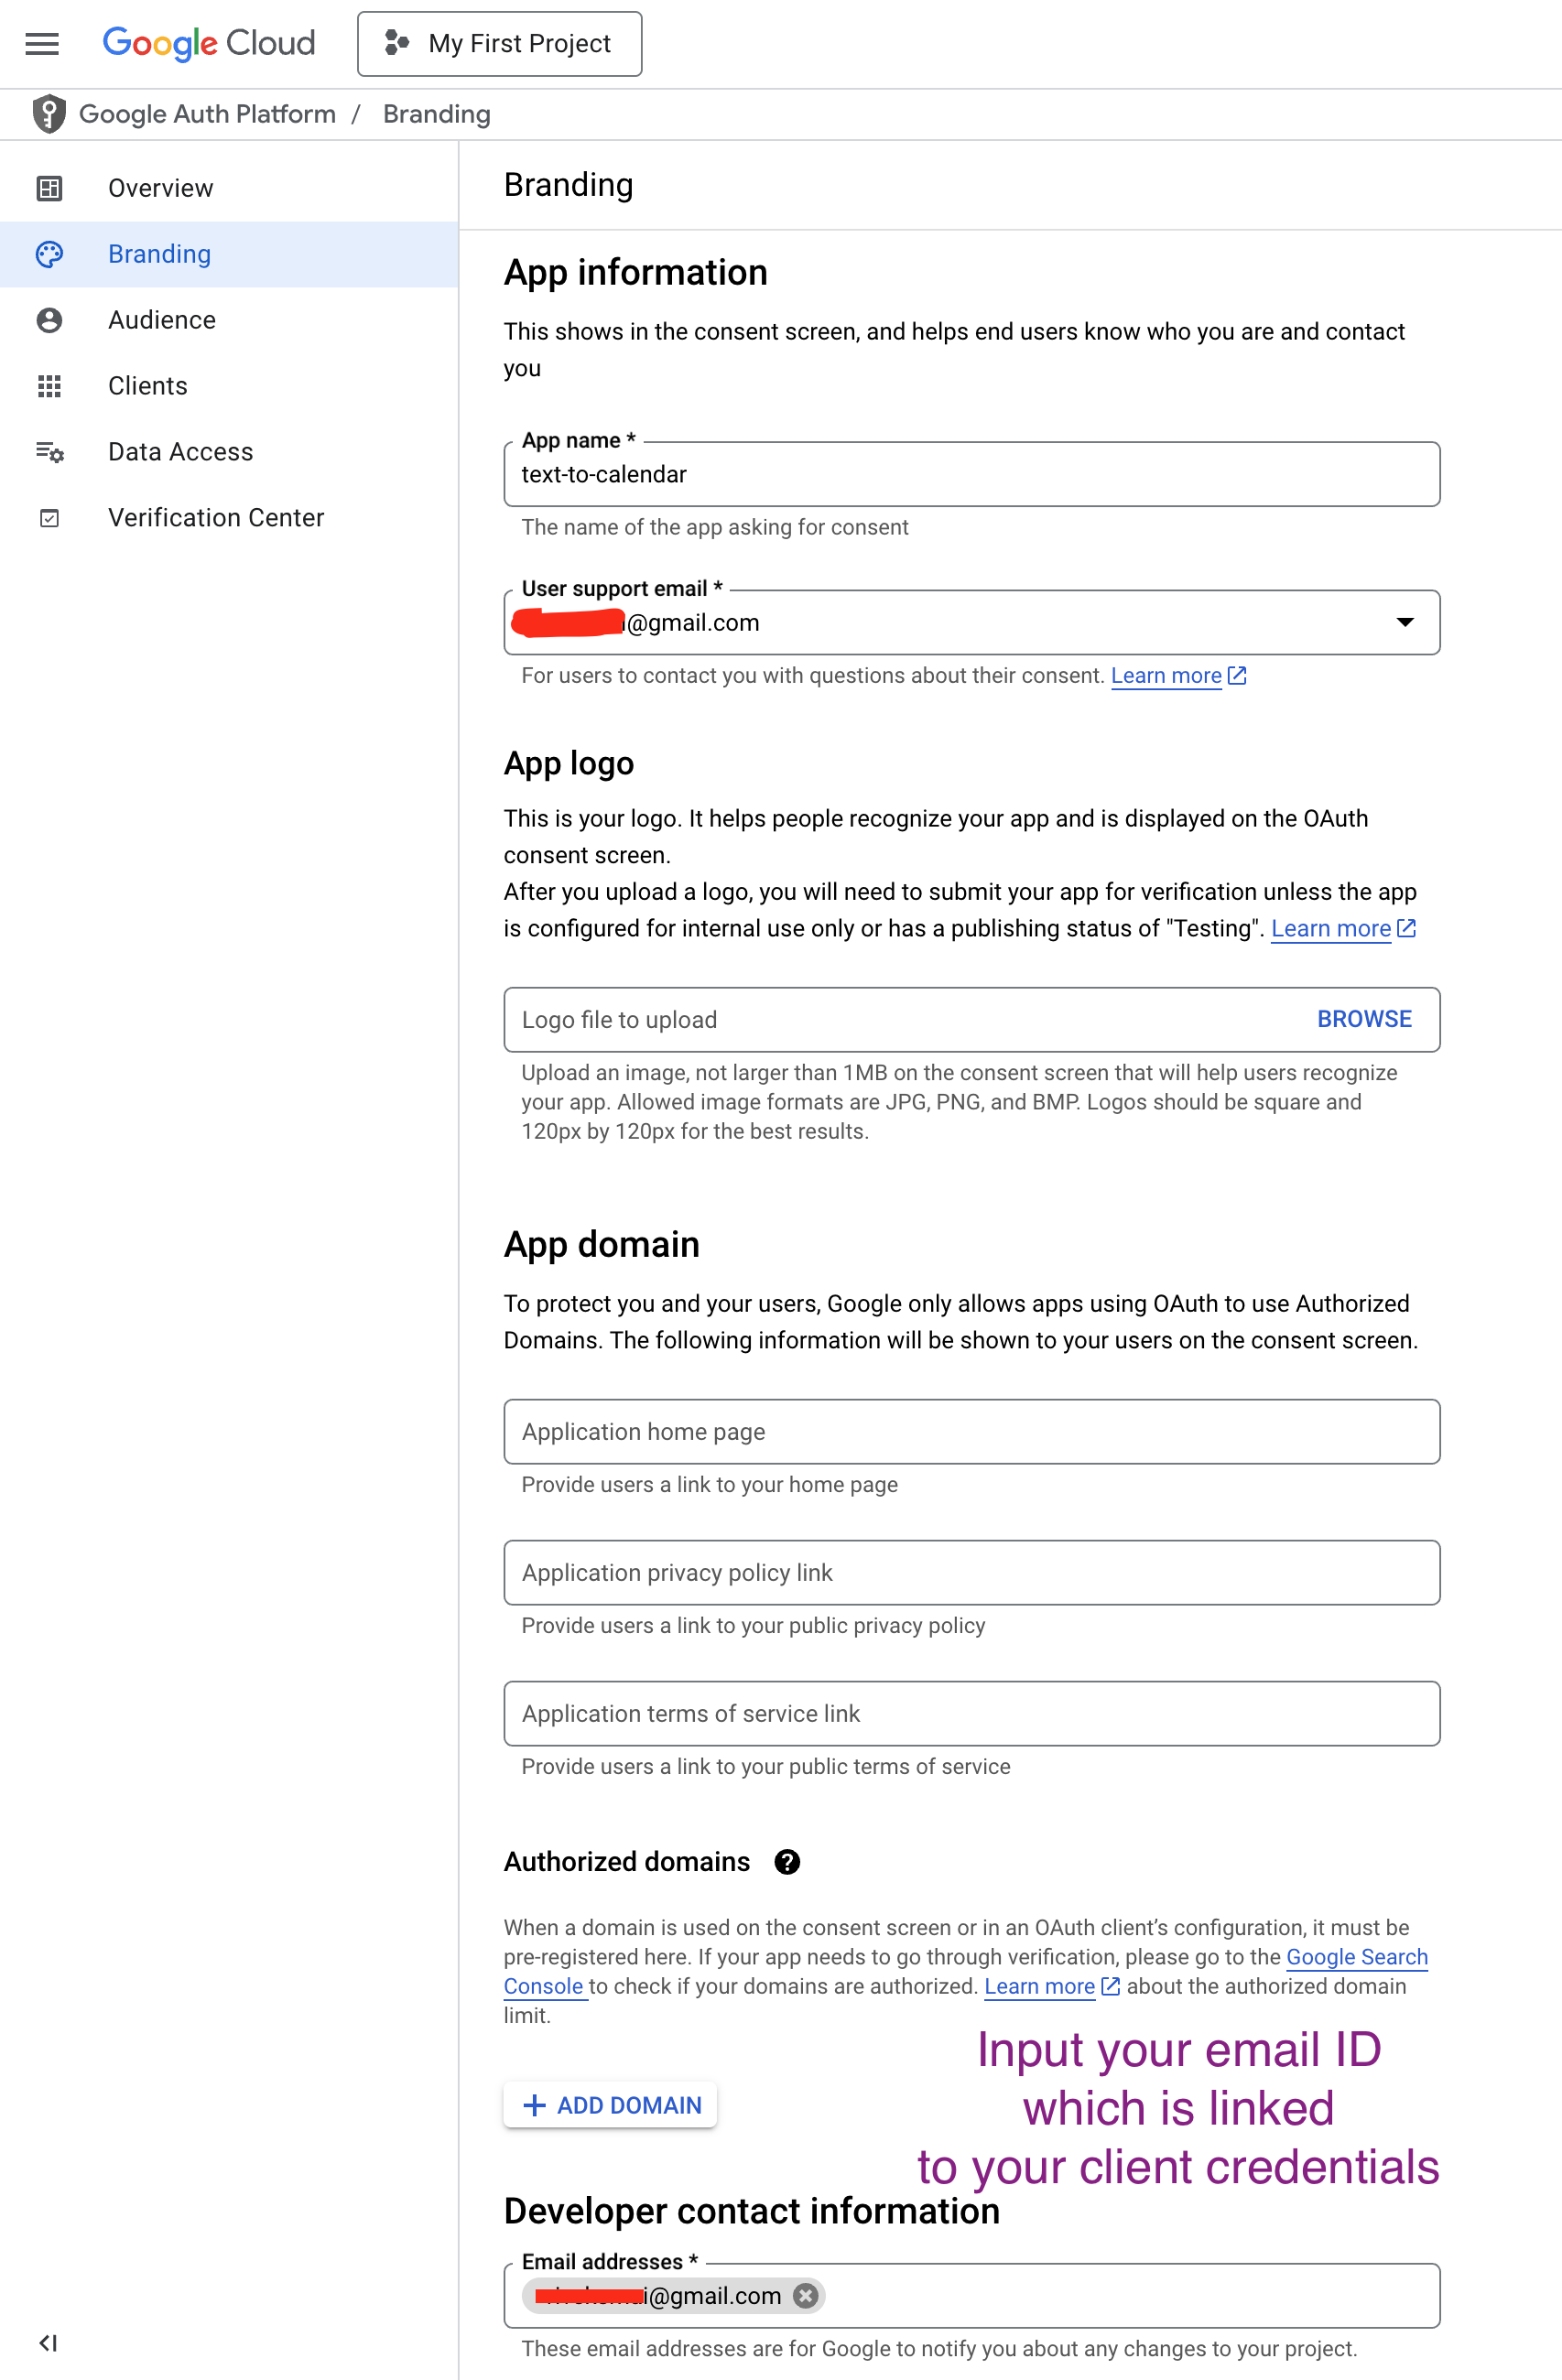 Google Cloud
My First Project
Google Auth Platform / Branding
Overview
Branding
Audience
Clients
Data Access
Verification Center
Branding
App information
This shows in the consent screen, and helps end users know who you are and contact
you
App name *
text-to-calendar
The name of the app asking for consent
User support email *
@gmail.com
For users to contact you with questions about their consent. Learn more
App logo
This is your logo. It helps people recognize your app and is displayed on the OAuth
consent screen.
After you upload a logo, you will need to submit your app for verification unless the app
is configured for internal use only or has a publishing status of "Testing". Learn more
Logo file to upload
BROWSE
Upload an image, not larger than 1MB on the consent screen that will help users recognize
your app. Allowed image formats are JPG, PNG, and BMP. Logos should be square and
120px by 120px for the best results.
App domain
To protect you and your users, Google only allows apps using OAuth to use Authorized
Domains. The following information will be shown to your users on the consent screen.
Application home page
Provide users a link to your home page
Application privacy policy link
Provide users a link to your public privacy policy
Application terms of service link
Provide users a link to your public terms of service
Authorized domains
When a domain is used on the consent screen or in an OAuth client’s configuration, it must be
pre-registered here. If your app needs to go through verification, please go to the Google Search
Console to check if your domains are authorized. Learn more about the authorized domain
limit.
Input your email ID
which is linked
to your client credentials
+ ADD DOMAIN
Developer contact information
Email addresses *
i@gmail.com
These email addresses are for Google to notify you about any changes to your project.